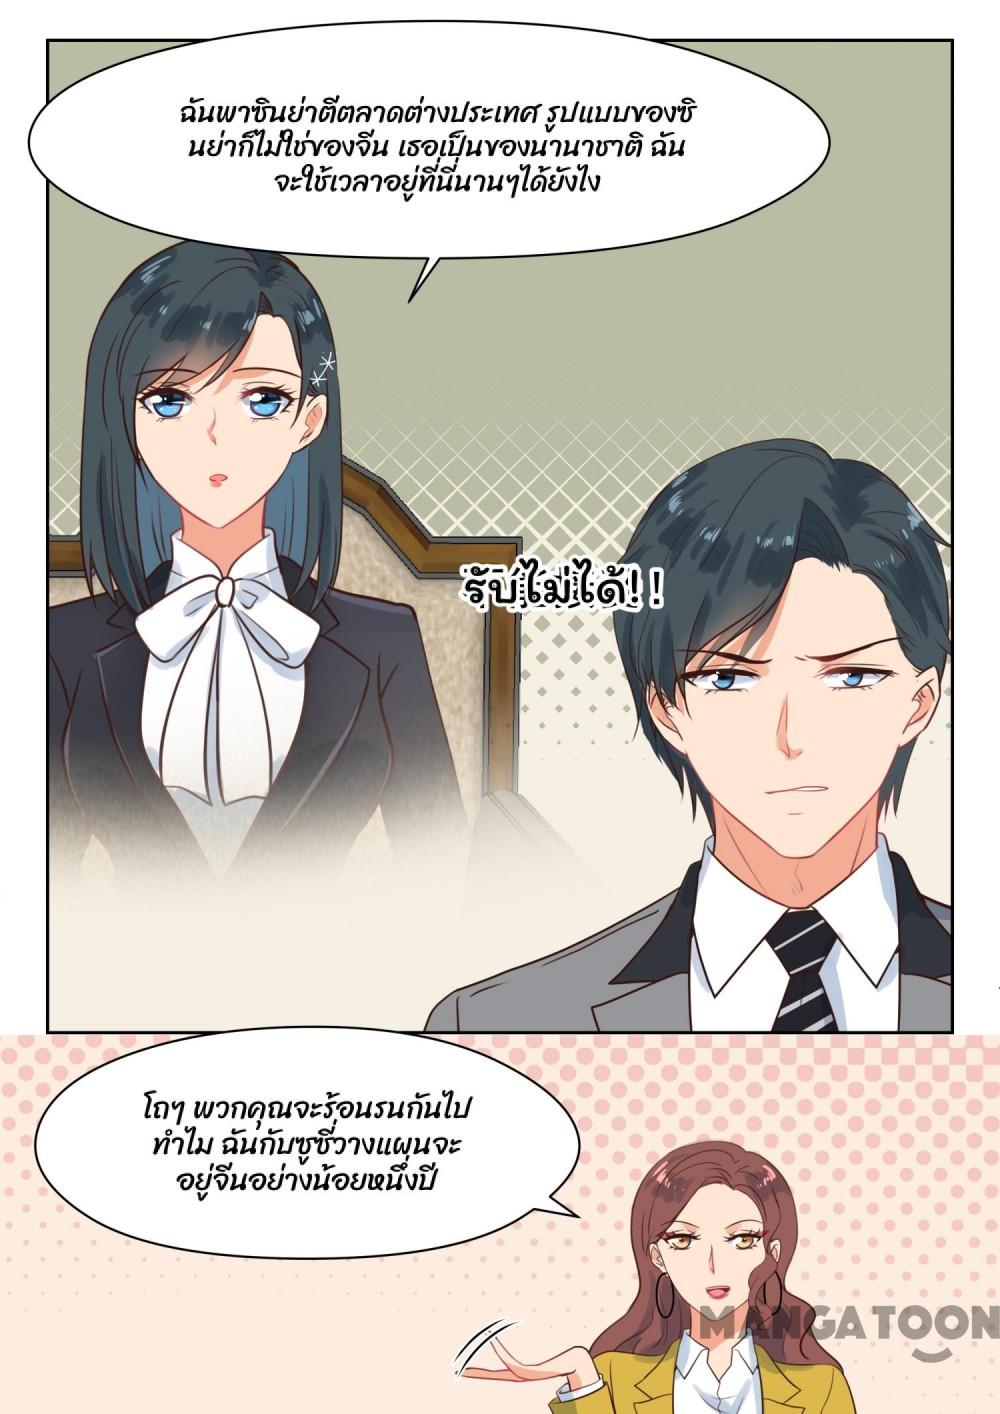 ฉันพาซินย่าตีตลาดต่างประเทศ รูปแบบของซิ
นย่าก็ไม่ใช่ของจีน เธอเป็นของนานาชาติ ฉัน
จะใช้เวลาอยู่ที่นี่นานๆได้ยังไง
รับไม่ได้!!
โถๆ พวกคุณจะร้อนรนกันไป
ทำไม ฉันกับซูซี่วางแผนจะ
อยู่จีนอย่างน้อยหนึ่งปี
MANGATOON